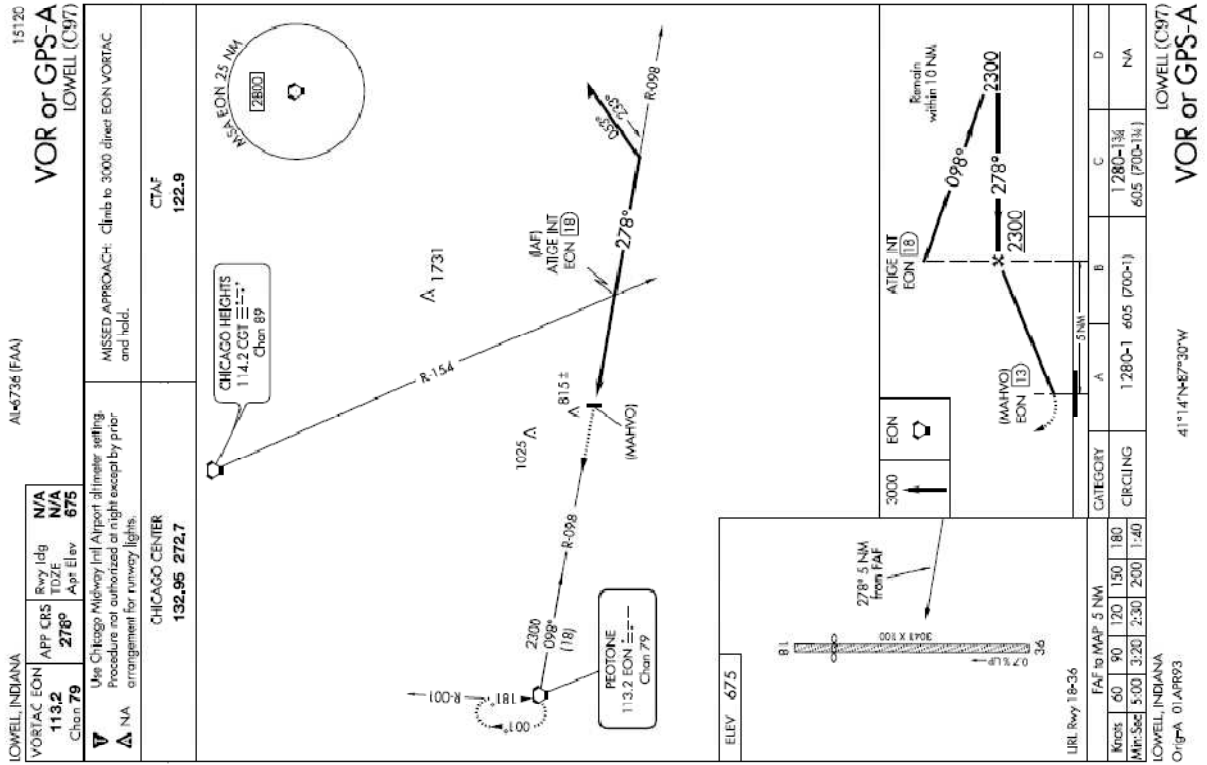 15120
VOR or GPS-A
LOWELL (C97)
AL-6736 (FAA)
LOWELL, INDIANA
VORTAC EON
113.2
Chan 79
APP CRS
278°
Rwy ldg N/A
TDZE N/A
Apt Elev 675
T
A NA
Use Chicago Midway Intl Airport altimeter setting.
Procedure not authorized at night except by prior
arrangement for runway lights.
MISSED APPROACH: Climb to 3000 direct EON VORTAC
and hold.
CHICAGO CENTER
132.95 272.7
CTAF
122.9
MSA EON 25 NM
2800
CHICAGO HEIGHTS
114.2 CGT
Chan 89
R-154
1731
(IAF)
ATIGE INT
EON 18
278°
053°
233°
R-098
815±
1025
(MAHVO)
R-098
2300
098°
(18)
R-001
181°
001°
PEOTONE
113.2 EON
Chan 79
ELEV 675
278° 5 NM
from FAF
18
3041 X 100
0.7% UP
36
LIRL Rwy 18-36
FAF to MAP 5 NM
Knots 60 90 120 150 180
Min:Sec 5:00 3:20 2:30 2:00 1:40
3000
EON
ATIGE INT
EON 18
Remain
within 10 NM
098°
2300
278°
2300
(MAHVO)
EON 13
5 NM
CATEGORY A B C D
CIRCLING 1280-1 605 (700-1) 1280-1¾ 605 (700-1¾) NA
LOWELL, INDIANA
Orig-A 01APR93
41°14'N-87°30'W
LOWELL (C97)
VOR or GPS-A